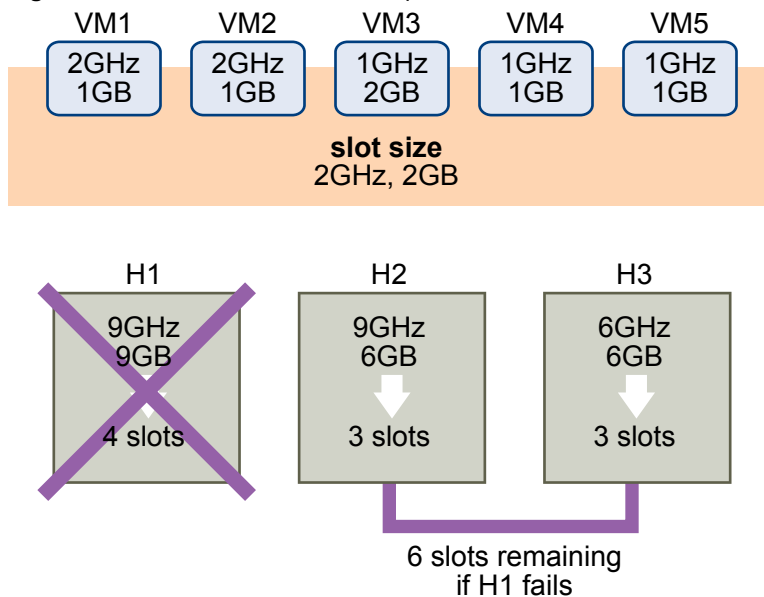 VM1 VM2 VM3 VM4 VM5
2GHz 2GHz 1GHz 1GHz 1GHz
1GB 1GB 2GB 1GB 1GB
slot size
2GHz, 2GB
H1 H2 H3
9GHz 9GHz 6GHz
9GB 6GB 6GB
4 slots 3 slots 3 slots
6 slots remaining
if H1 fails